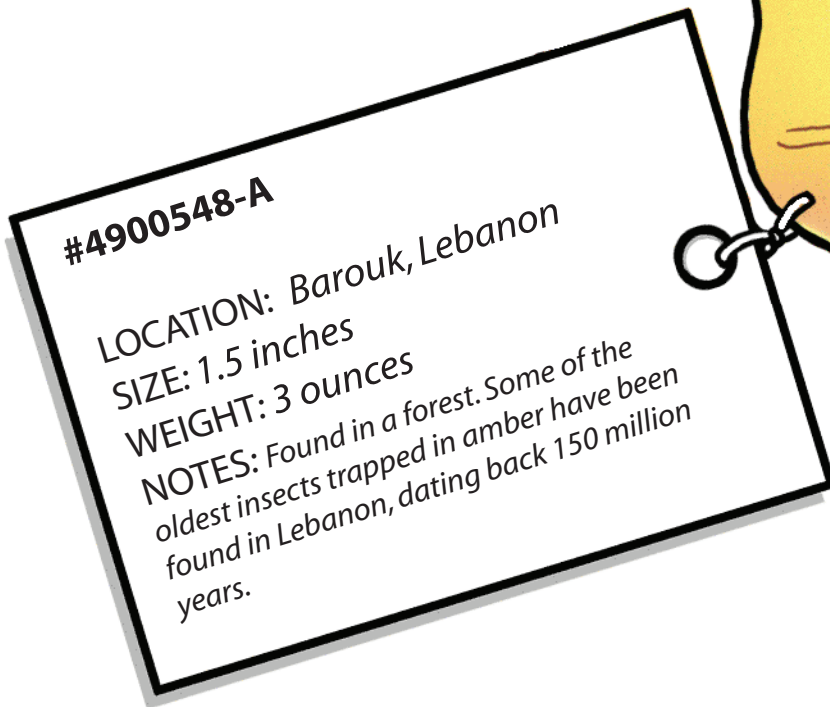 #4900548-A
LOCATION: Barouk, Lebanon
SIZE: 1.5 inches
WEIGHT: 3 ounces
NOTES: Found in a forest. Some of the
oldest insects trapped in amber have been
found in Lebanon, dating back 150 million
years.